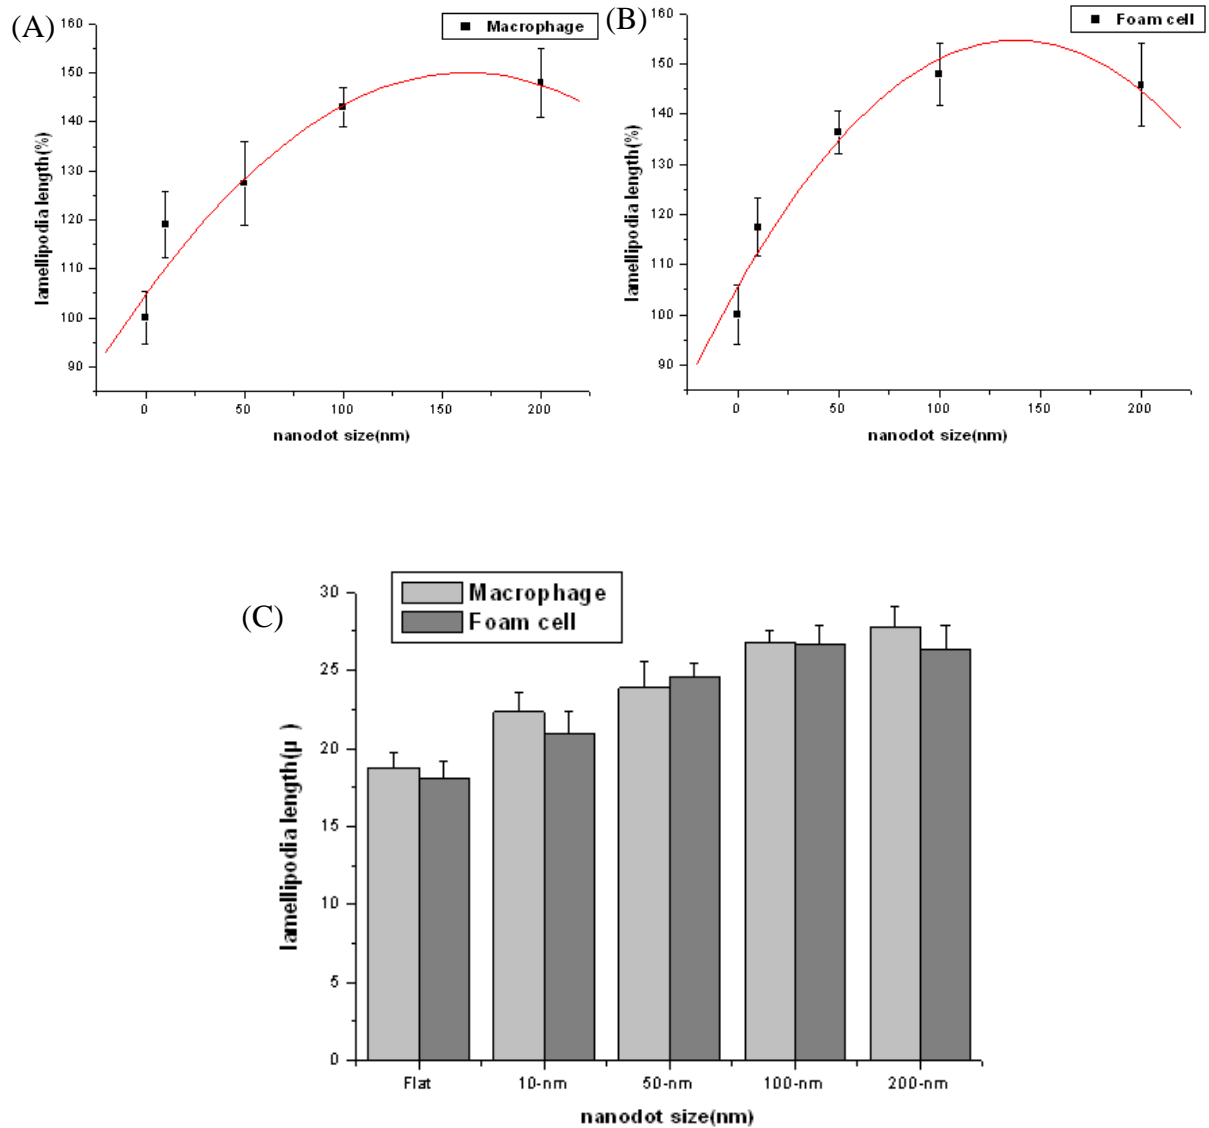 (A)
Macrophage
160
150
140
130
120
110
100
90
lamellipodia length(%)
0 50 100 150 200
nanodot size(nm)
(B)
Foam cell
160
150
140
130
120
110
100
90
lamellipodia length(%)
0 50 100 150 200
nanodot size(nm)
(C)
Macrophage
Foam cell
30
25
20
15
10
5
0
lamellipodia length(μ )
Flat 10-nm 50-nm 100-nm 200-nm
nanodot size(nm)